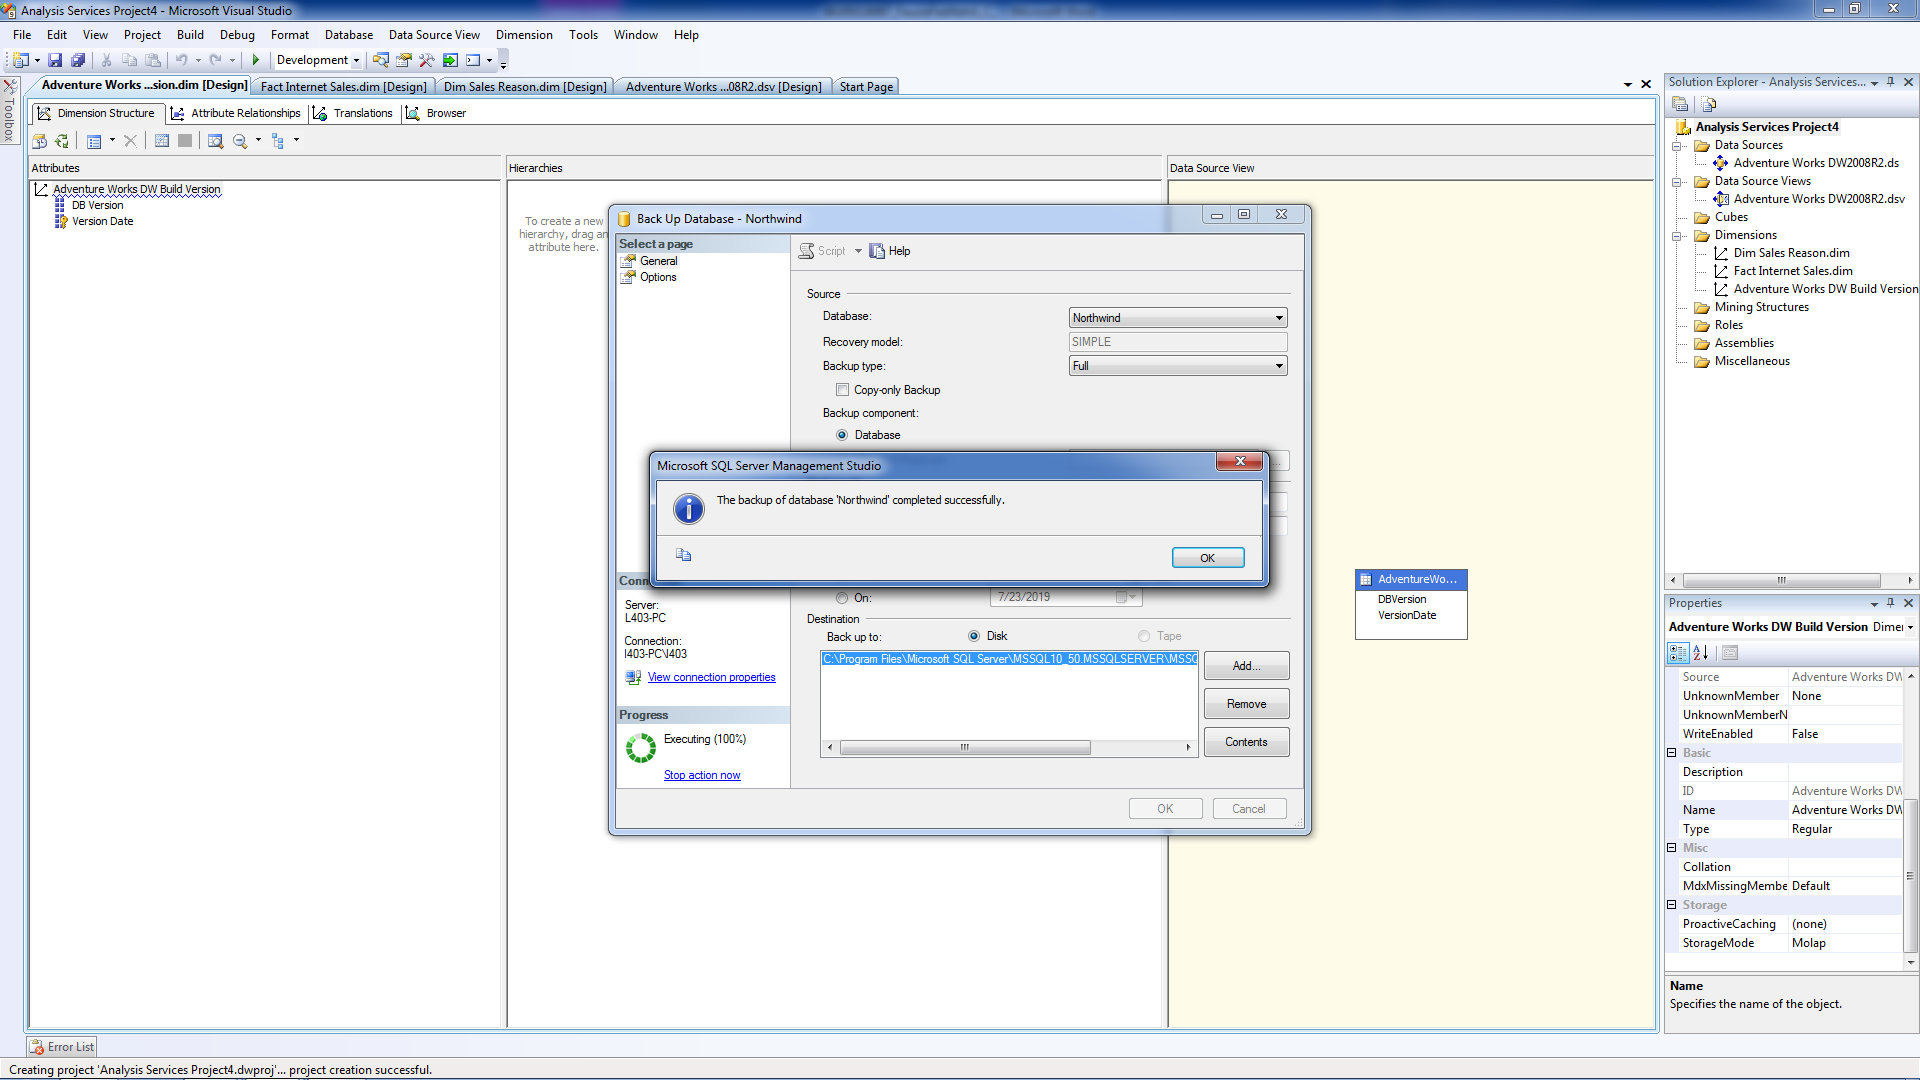 Analysis Services Project4 - Microsoft Visual Studio
File Edit View Project Build Debug Format Database Data Source View Dimension Tools Window Help
Development
Toolbox
Adventure Works ...sion.dim [Design]
Fact Internet Sales.dim [Design]
Dim Sales Reason.dim [Design]
Adventure Works ...08R2.dsv [Design]
Start Page
Dimension Structure
Attribute Relationships
Translations
Browser
Attributes
Adventure Works DW Build Version
DB Version
Version Date
Hierarchies
To create a new
hierarchy, drag an
attribute here.
Data Source View
AdventureWo...
DBVersion
VersionDate
Back Up Database - Northwind
Select a page
General
Options
Script
Help
Source
Database:
Northwind
Recovery model:
SIMPLE
Backup type:
Full
Copy-only Backup
Backup component:
Database
...
Microsoft SQL Server Management Studio
The backup of database 'Northwind' completed successfully.
OK
Conn
Server:
L403-PC
Connection:
l403-PC\l403
View connection properties
Progress
Executing (100%)
Stop action now
On:
7/23/2019
Destination
Back up to:
Disk
Tape
C:\Program Files\Microsoft SQL Server\MSSQL10_50.MSSQLSERVER\MSSQ
Add...
Remove
Contents
OK
Cancel
Solution Explorer - Analysis Services...
Analysis Services Project4
Data Sources
Adventure Works DW2008R2.ds
Data Source Views
Adventure Works DW2008R2.dsv
Cubes
Dimensions
Dim Sales Reason.dim
Fact Internet Sales.dim
Adventure Works DW Build Version
Mining Structures
Roles
Assemblies
Miscellaneous
Properties
Adventure Works DW Build Version Dimer
Source Adventure Works DW
UnknownMember None
UnknownMemberN
WriteEnabled False
Basic
Description
ID Adventure Works DW
Name Adventure Works DW
Type Regular
Misc
Collation
MdxMissingMembe Default
Storage
ProactiveCaching (none)
StorageMode Molap
Name
Specifies the name of the object.
Error List
Creating project 'Analysis Services Project4.dwproj'... project creation successful.